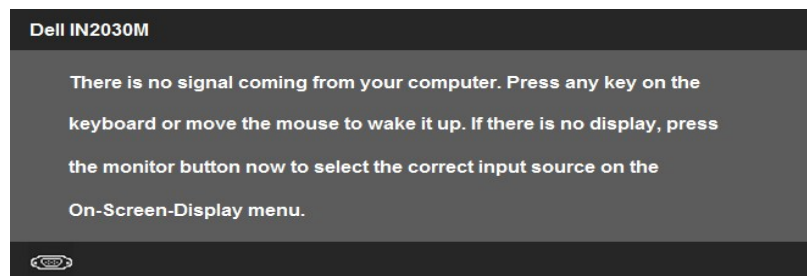 Dell IN2030M
There is no signal coming from your computer. Press any key on the
keyboard or move the mouse to wake it up. If there is no display, press
the monitor button now to select the correct input source on the
On-Screen-Display menu.